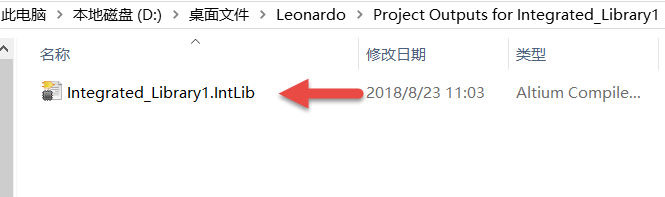 此电脑 > 本地磁盘 (D:) > 桌面文件 > Leonardo > Project Outputs for Integrated_Library1
名称 修改日期 类型
Integrated_Library1.IntLib 2018/8/23 11:03 Altium Compile...